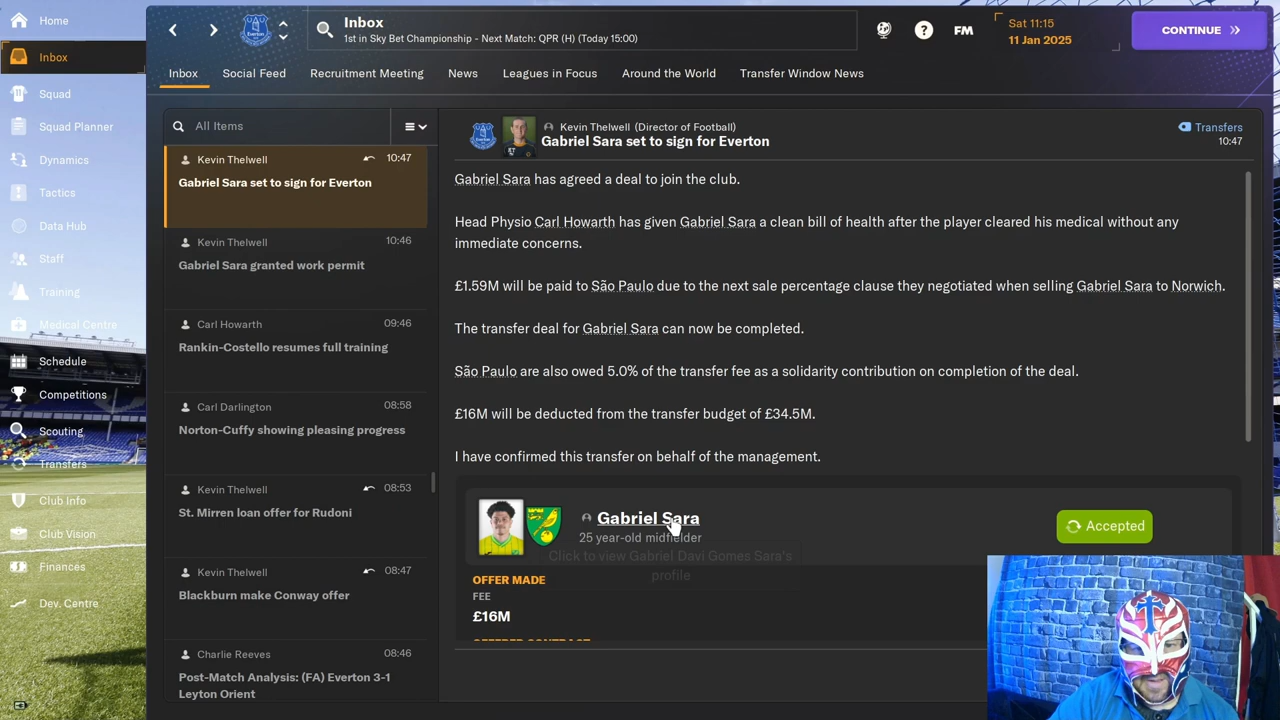 Home
Inbox
Squad
Squad Planner
Dynamics
Tactics
Data Hub
Staff
Training
Medical Centre
Schedule
Competitions
Scouting
Transfers
Club Info
Club Vision
Finances
Dev. Centre
Inbox
1st in Sky Bet Championship - Next Match: QPR (H) (Today 15:00)
?
FM
Sat 11:15
11 Jan 2025
CONTINUE
Inbox
Social Feed
Recruitment Meeting
News
Leagues in Focus
Around the World
Transfer Window News
All Items
Kevin Thelwell 10:47
Gabriel Sara set to sign for Everton
Kevin Thelwell 10:46
Gabriel Sara granted work permit
Carl Howarth 09:46
Rankin-Costello resumes full training
Carl Darlington 08:58
Norton-Cuffy showing pleasing progress
Kevin Thelwell 08:53
St. Mirren loan offer for Rudoni
Kevin Thelwell 08:47
Blackburn make Conway offer
Charlie Reeves 08:46
Post-Match Analysis: (FA) Everton 3-1
Leyton Orient
Kevin Thelwell (Director of Football)
Gabriel Sara set to sign for Everton
Transfers
10:47
Gabriel Sara has agreed a deal to join the club.
Head Physio Carl Howarth has given Gabriel Sara a clean bill of health after the player cleared his medical without any
immediate concerns.
£1.59M will be paid to São Paulo due to the next sale percentage clause they negotiated when selling Gabriel Sara to Norwich.
The transfer deal for Gabriel Sara can now be completed.
São Paulo are also owed 5.0% of the transfer fee as a solidarity contribution on completion of the deal.
£16M will be deducted from the transfer budget of £34.5M.
I have confirmed this transfer on behalf of the management.
Gabriel Sara
25 year-old midfielder
Click to view Gabriel Davi Gomes Sara's
profile
Accepted
OFFER MADE
FEE
£16M
OFFERED CONTRACT